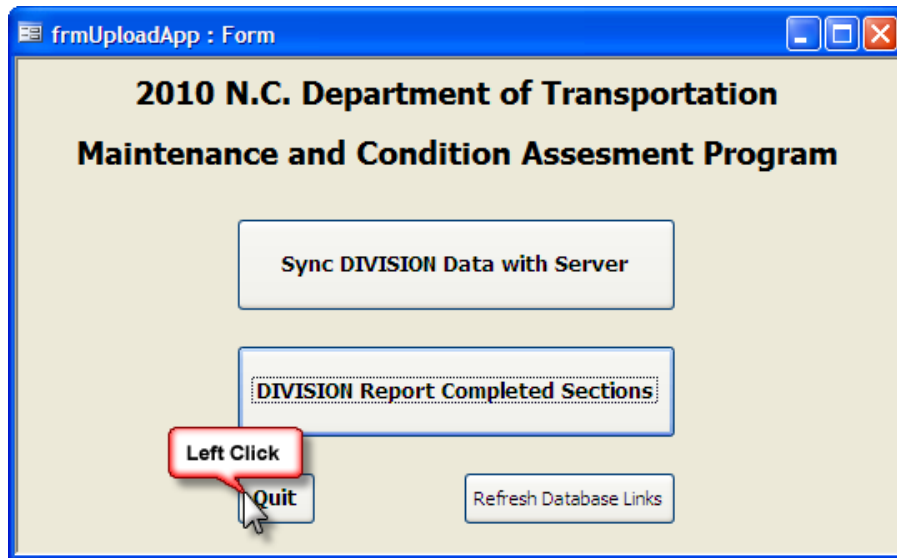 frmUploadApp : Form
2010 N.C. Department of Transportation
Maintenance and Condition Assesment Program
Sync DIVISION Data with Server
DIVISION Report Completed Sections
Left Click
Quit
Refresh Database Links